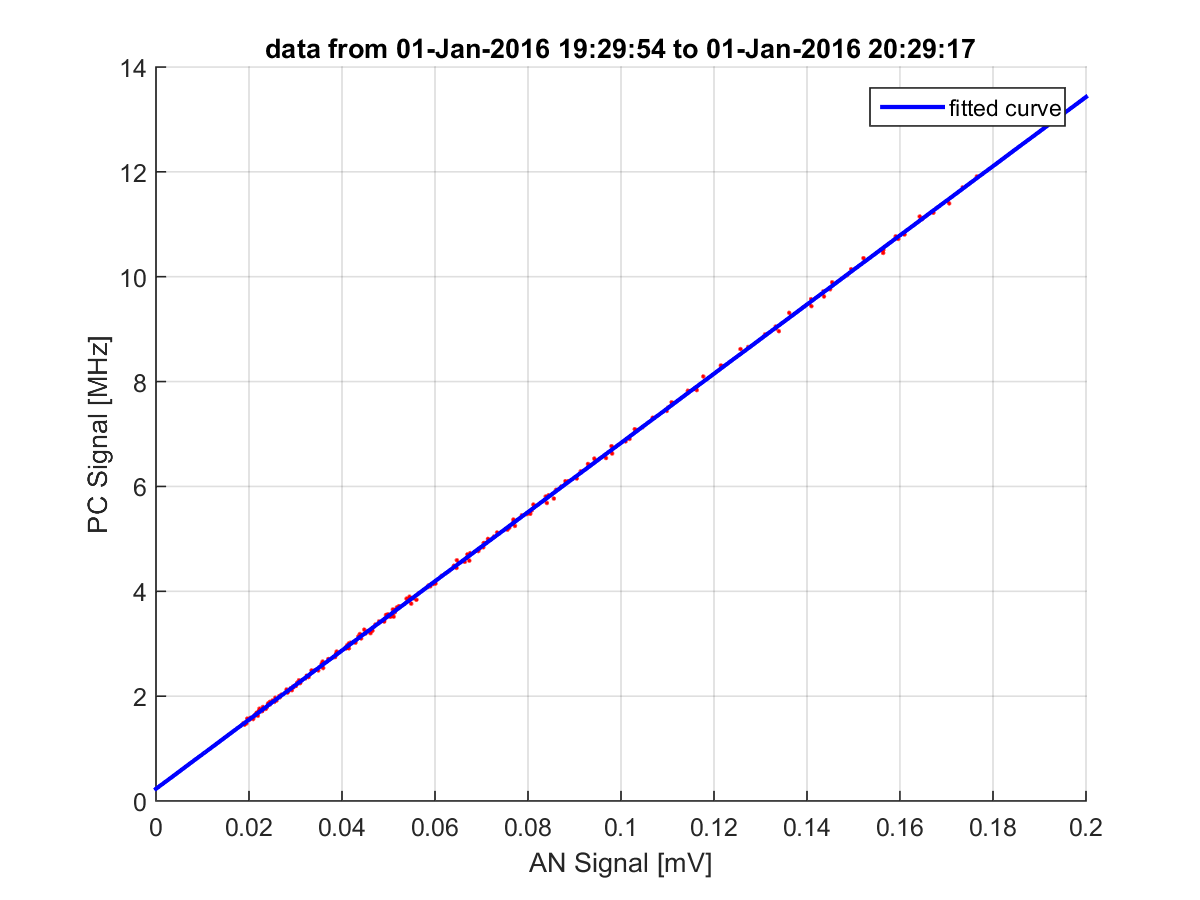 data from 01-Jan-2016 19:29:54 to 01-Jan-2016 20:29:17
fitted curve
14
12
10
8
6
4
2
0
PC Signal [MHz]
0 0.02 0.04 0.06 0.08 0.1 0.12 0.14 0.16 0.18 0.2
AN Signal [mV]